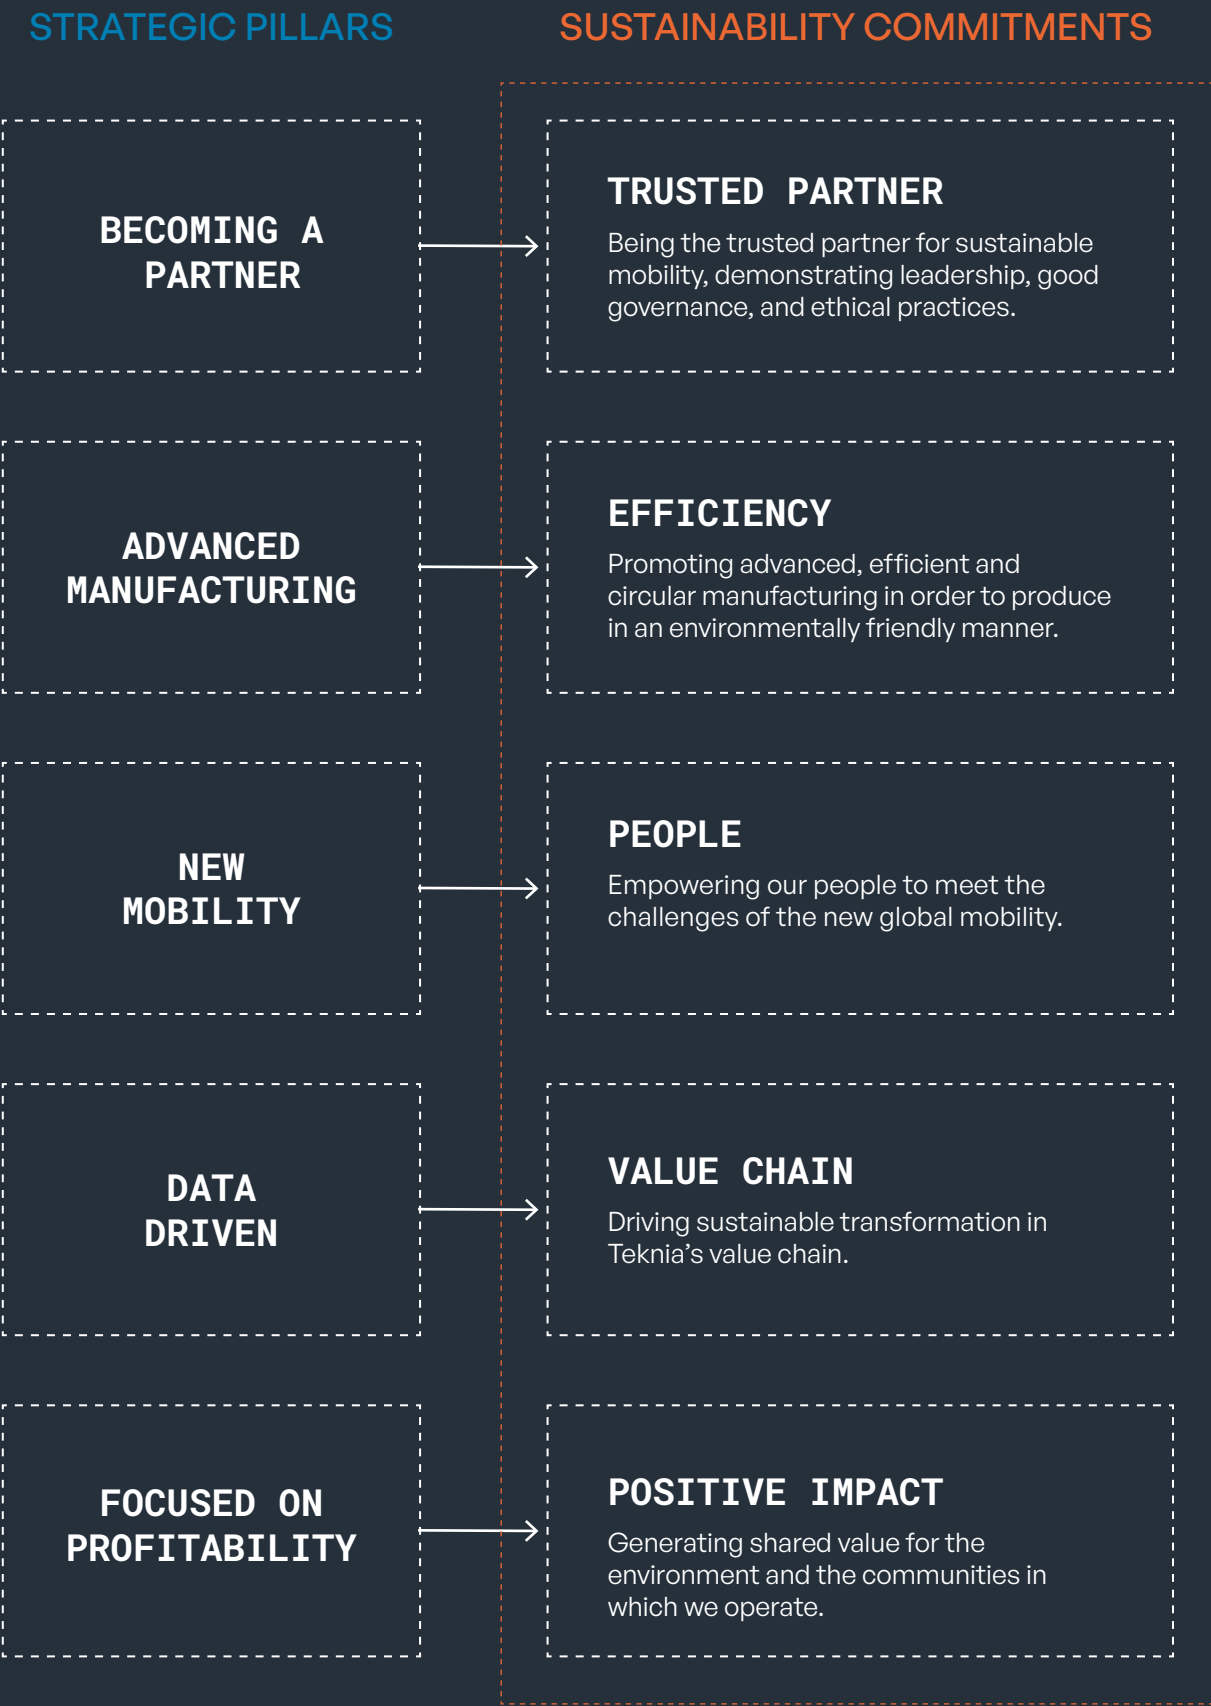 STRATEGIC PILLARS
SUSTAINABILITY COMMITMENTS
BECOMING A
PARTNER
TRUSTED PARTNER
Being the trusted partner for sustainable
mobility, demonstrating leadership, good
governance, and ethical practices.
ADVANCED
MANUFACTURING
EFFICIENCY
Promoting advanced, efficient and
circular manufacturing in order to produce
in an environmentally friendly manner.
NEW
MOBILITY
PEOPLE
Empowering our people to meet the
challenges of the new global mobility.
DATA
DRIVEN
VALUE CHAIN
Driving sustainable transformation in
Teknia’s value chain.
FOCUSED ON
PROFITABILITY
POSITIVE IMPACT
Generating shared value for the
environment and the communities in
which we operate.